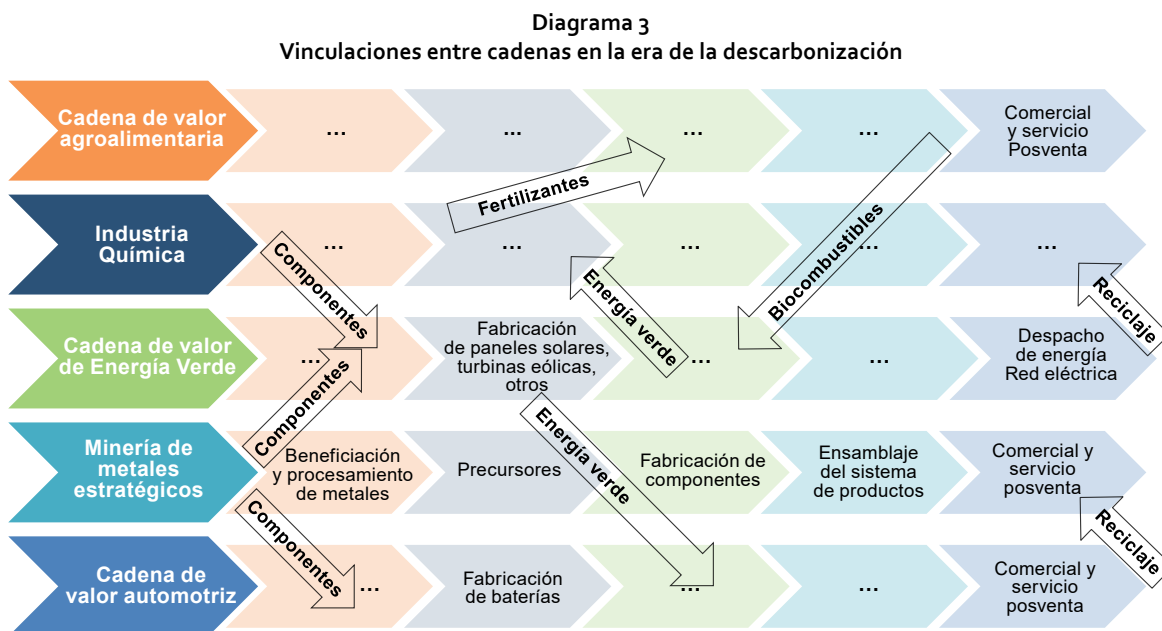 Diagrama 3
Vinculaciones entre cadenas en la era de la descarbonización
Cadena de valor
agroalimentaria
...
...
...
...
Comercial
y servicio
Posventa
Fertilizantes
Biocombustibles
Industria
Química
...
...
...
...
...
Componentes
Energía verde
Reciclaje
Cadena de valor
de Energía Verde
...
Fabricación
de paneles solares,
turbinas eólicas,
otros
...
...
Despacho
de energía
Red eléctrica
Componentes
Energía verde
Minería de
metales
estratégicos
Beneficiación
y procesamiento
de metales
Precursores
Fabricación de
componentes
Ensamblaje
del sistema
de productos
Comercial y
servicio
posventa
Componentes
Reciclaje
Cadena de
valor automotriz
...
Fabricación
de baterías
...
...
Comercial y
servicio
posventa